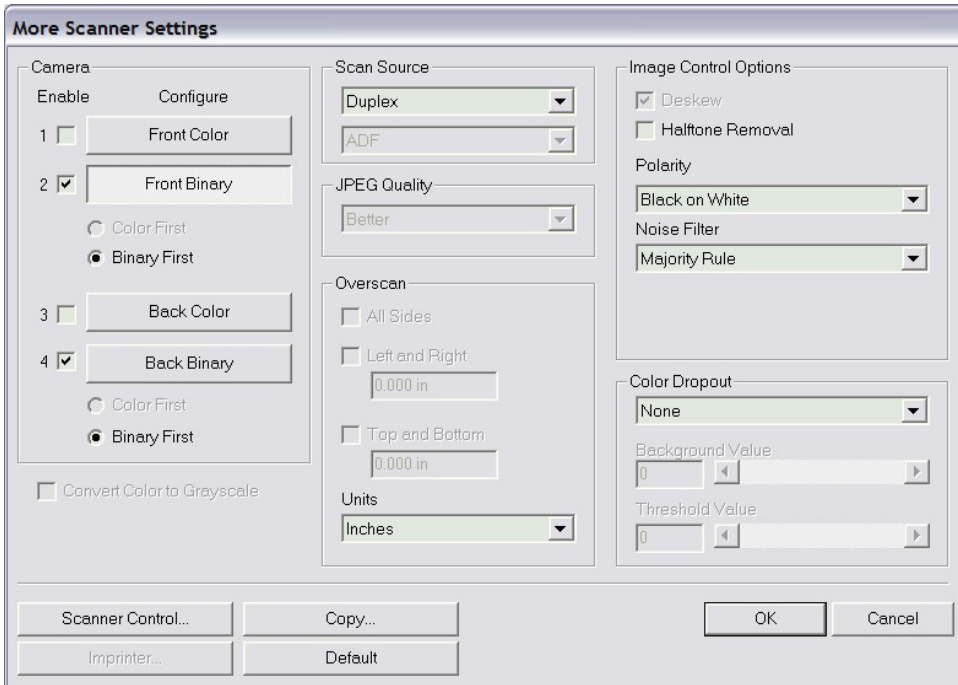 More Scanner Settings
Camera
Enable Configure
1 Front Color
2 Front Binary
Color First
Binary First
3 Back Color
4 Back Binary
Color First
Binary First
Convert Color to Grayscale
Scan Source
Duplex
ADF
JPEG Quality
Better
Overscan
All Sides
Left and Right
0.000 in
Top and Bottom
0.000 in
Units
Inches
Image Control Options
Deskew
Halftone Removal
Polarity
Black on White
Noise Filter
Majority Rule
Color Dropout
None
Background Value
0
Threshold Value
0
Scanner Control... Copy... OK Cancel
Imprinter... Default